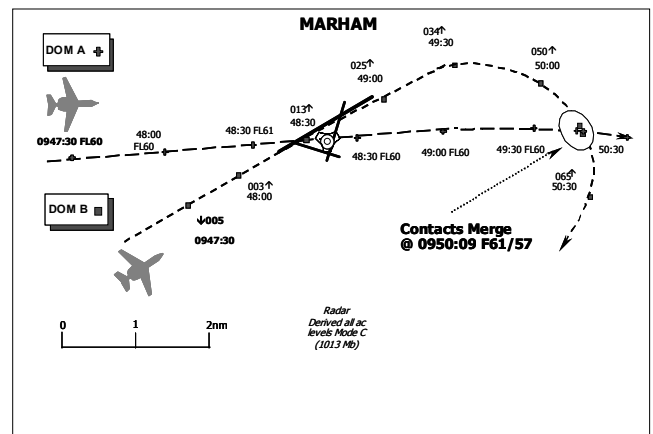 MARHAM
DOM A
034↑
49:30
025↑
49:00
050↑
50:00
013↑
48:30
0947:30 FL60
48:00
FL60
48:30 FL61
48:30 FL60
49:00 FL60
49:30 FL60
50:30
065↑
50:30
003↑
48:00
DOM B
↓005
0947:30
Contacts Merge
@ 0950:09 F61/57
0
1
2nm
Radar
Derived all ac
levels Mode C
(1013 Mb)